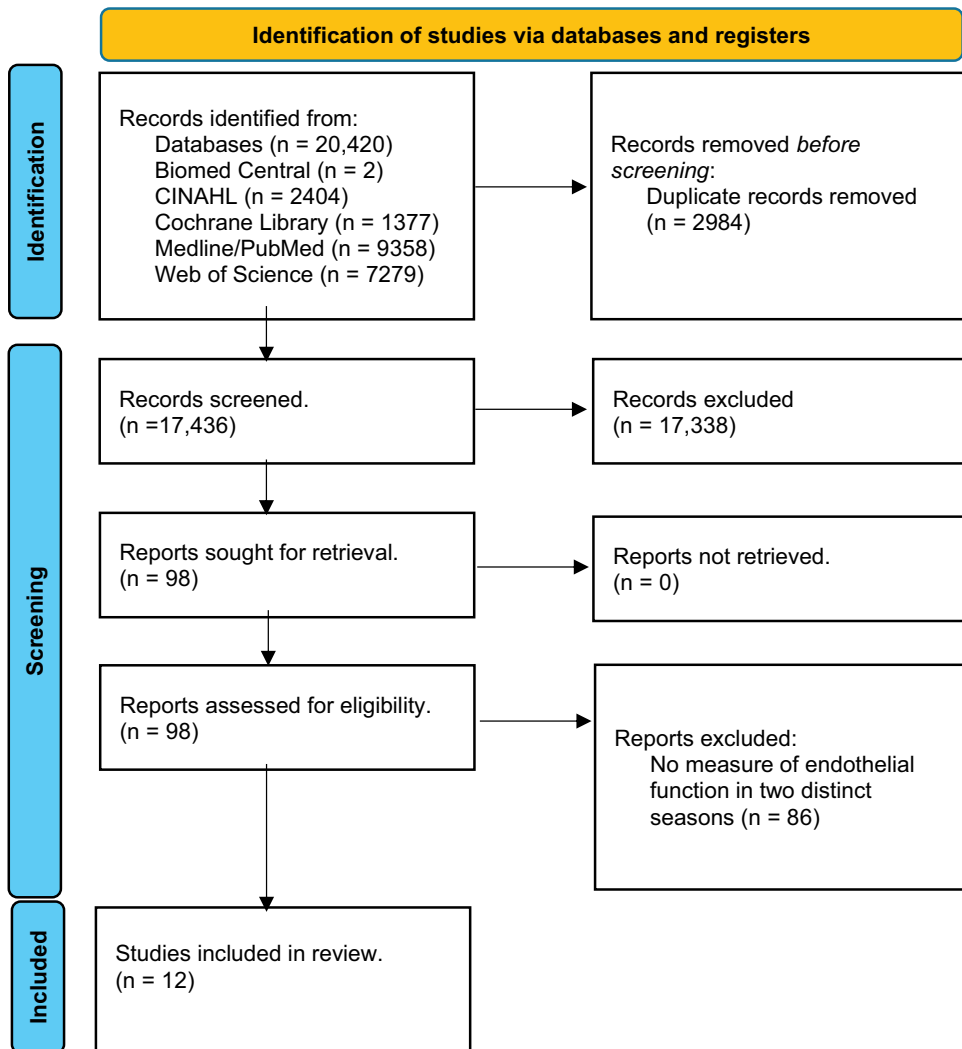 Identification of studies via databases and registers
Identification
Records identified from:
Databases (n = 20,420)
Biomed Central (n = 2)
CINAHL (n = 2404)
Cochrane Library (n = 1377)
Medline/PubMed (n = 9358)
Web of Science (n = 7279)
Records removed before
screening:
Duplicate records removed
(n = 2984)
Screening
Records screened.
(n =17,436)
Records excluded
(n = 17,338)
Reports sought for retrieval.
(n = 98)
Reports not retrieved.
(n = 0)
Reports assessed for eligibility.
(n = 98)
Reports excluded:
No measure of endothelial
function in two distinct
seasons (n = 86)
Included
Studies included in review.
(n = 12)